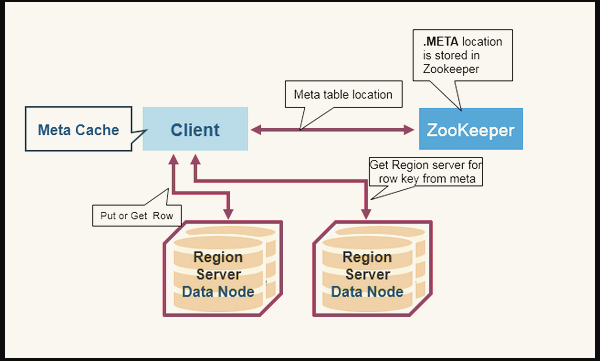 .META location
is stored in
Zookeeper
Meta table location
Meta Cache
Client
ZooKeeper
Get Region server for
row key from meta
Put or Get Row
Region
Server
Data Node
Region
Server
Data Node